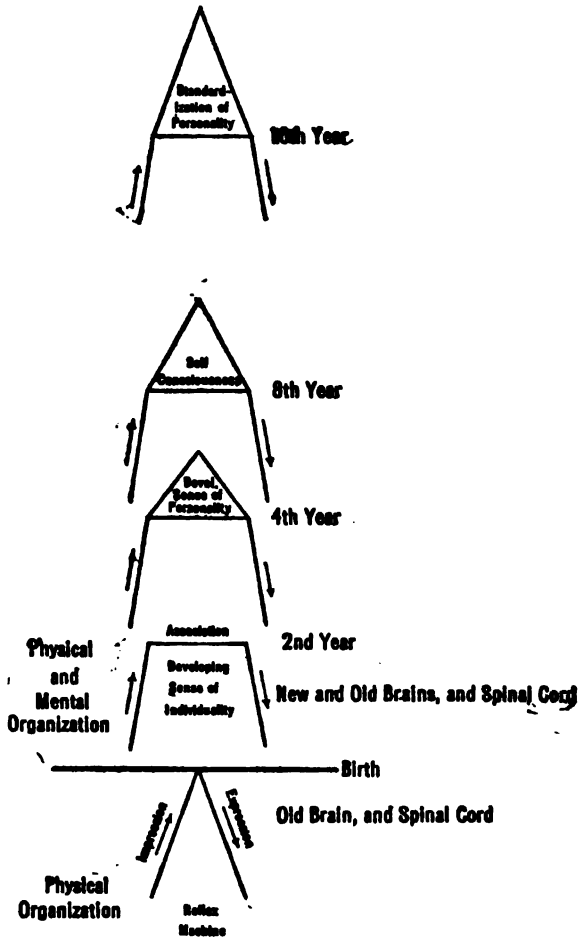 Standard-
ization of
Personality
Year
Self
Consciousness
8th Year
Devel.
Sense of
Personality
4th Year
Association
2nd Year
Physical
and
Mental
Organization
Developing
Sense of
Individuality
New and Old Brains, and Spinal Cord
Birth
Impression
Expression
Old Brain, and Spinal Cord
Physical
Organization
Reflex
Machine